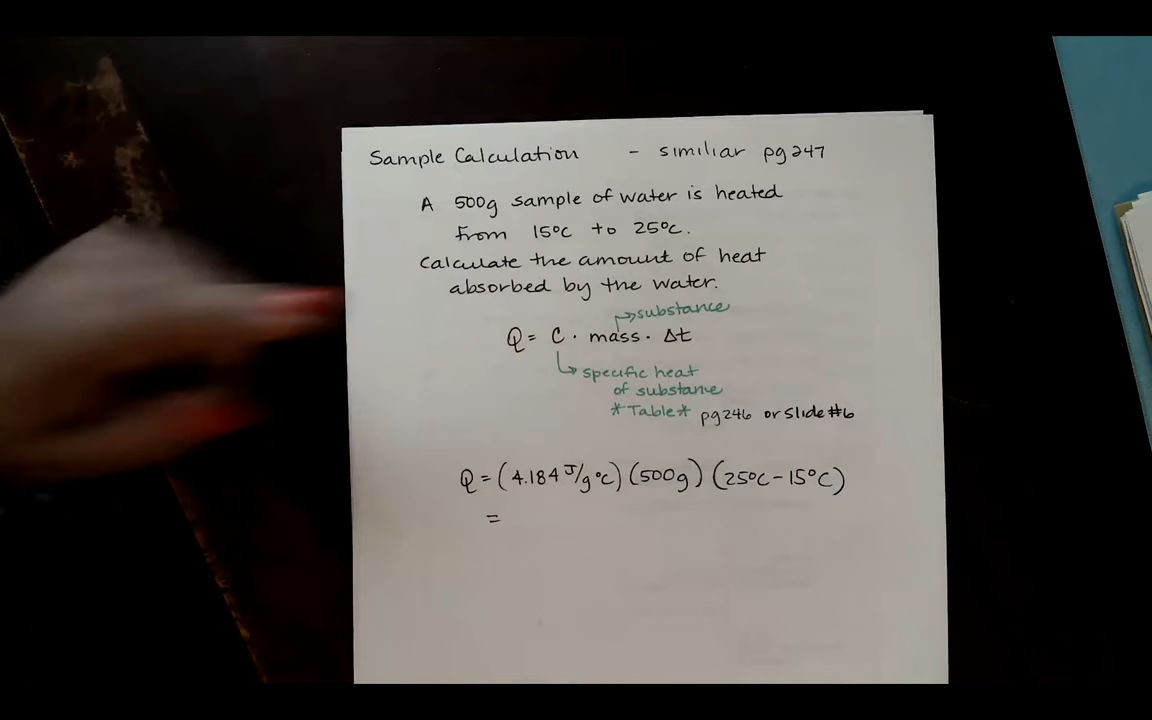 Sample Calculation - similiar pg 247
A 500g sample of water is heated
from 15°C to 25°C.
Calculate the amount of heat
absorbed by the water.
↱substance
Q = C · mass · Δt
↳ specific heat
of substance
*Table* pg 246 or Slide #6
Q = (4.184 J/g°C) (500g) (25°C - 15°C)
=